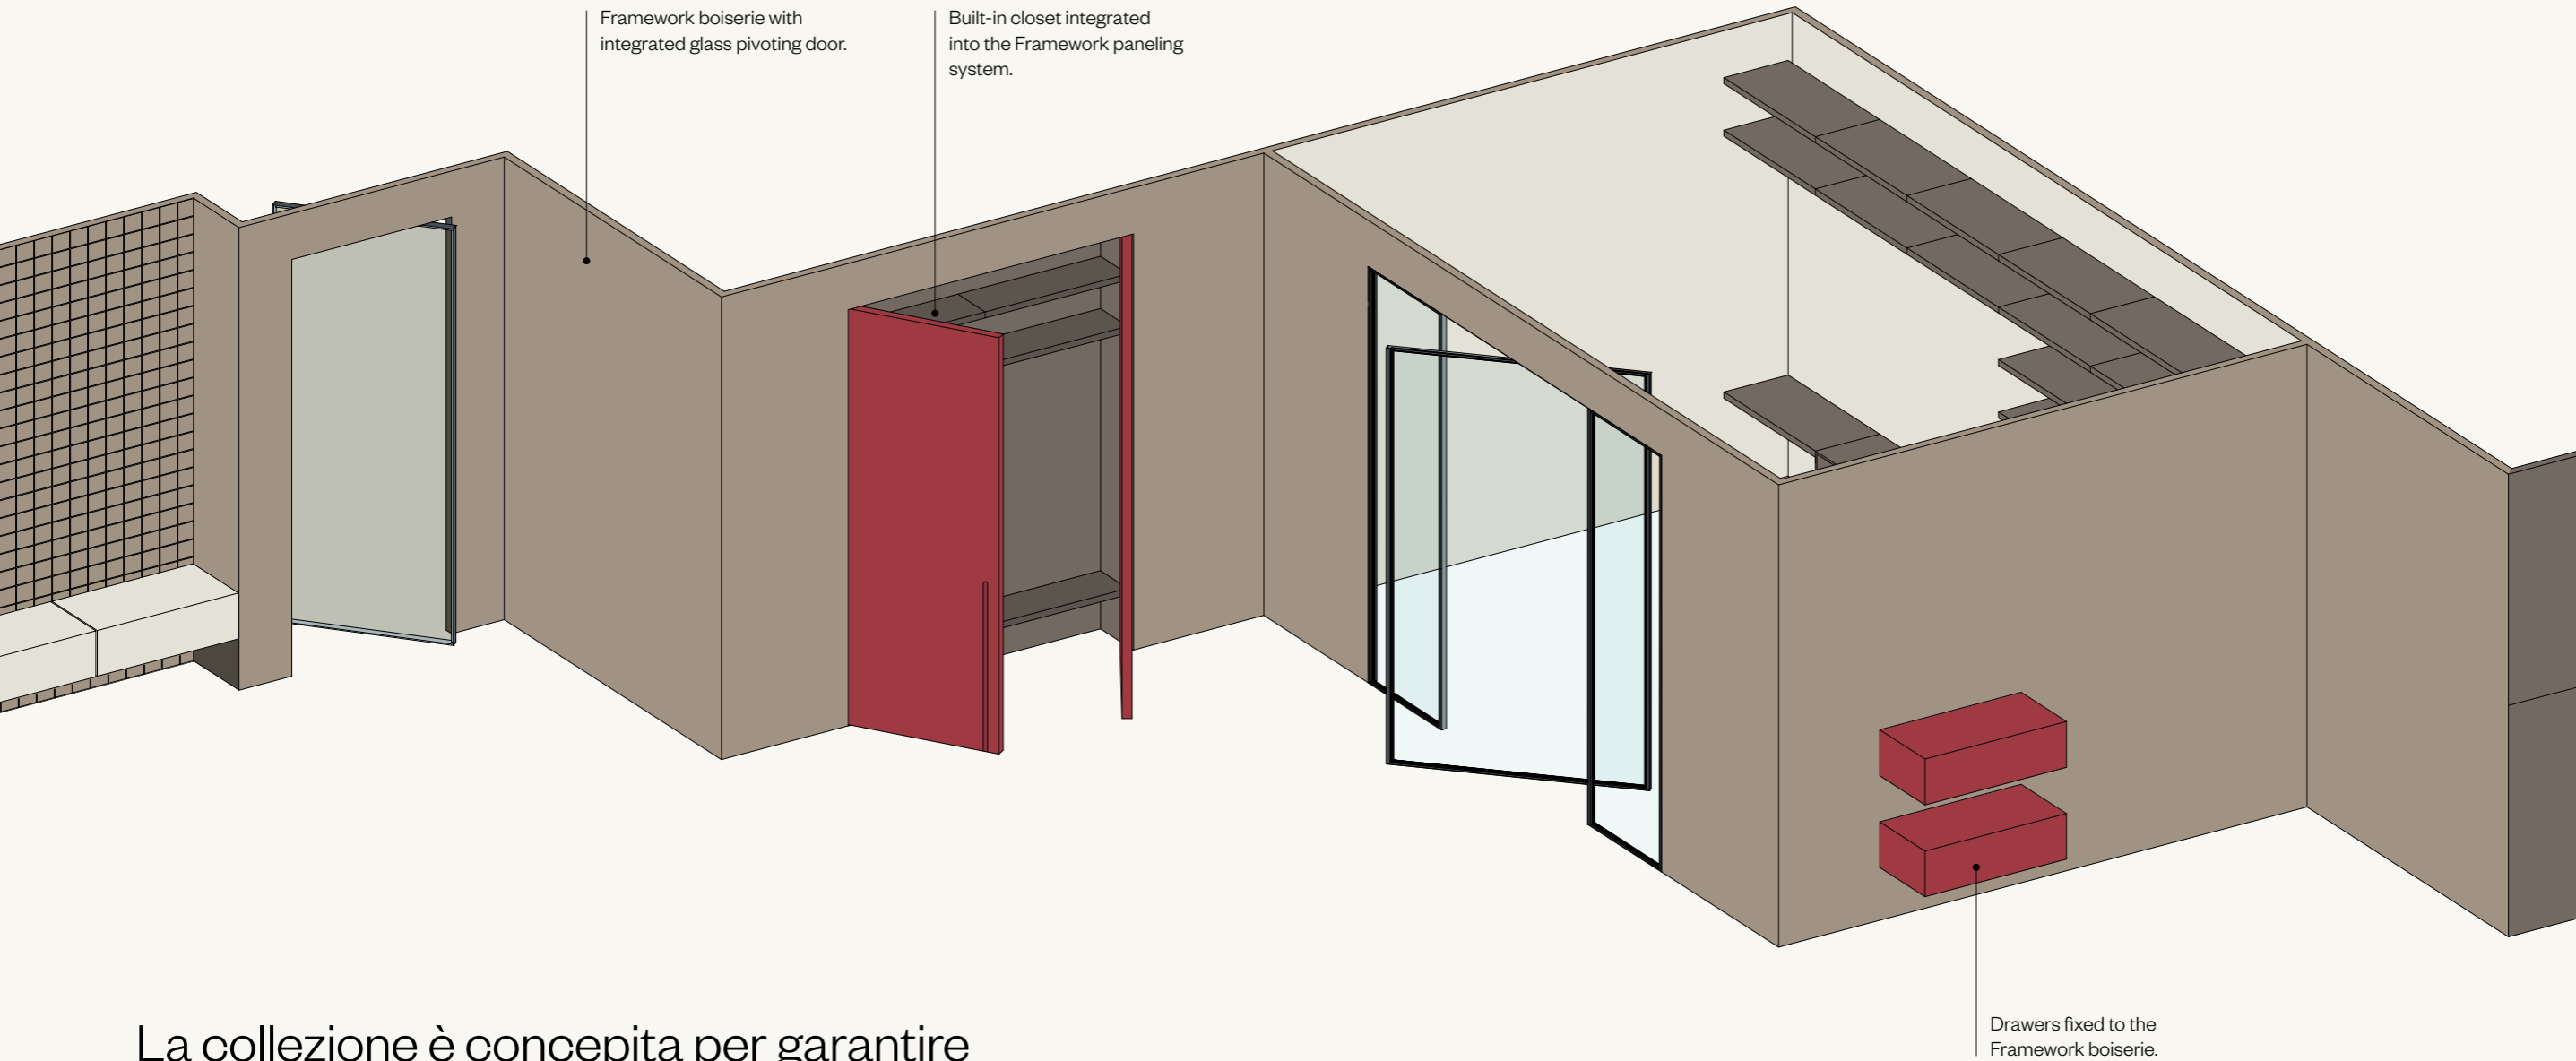 Framework boiserie with
integrated glass pivoting door.
Built-in closet integrated
into the Framework paneling
system.
Drawers fixed to the
Framework boiserie.
La collezione è concepita per garantire